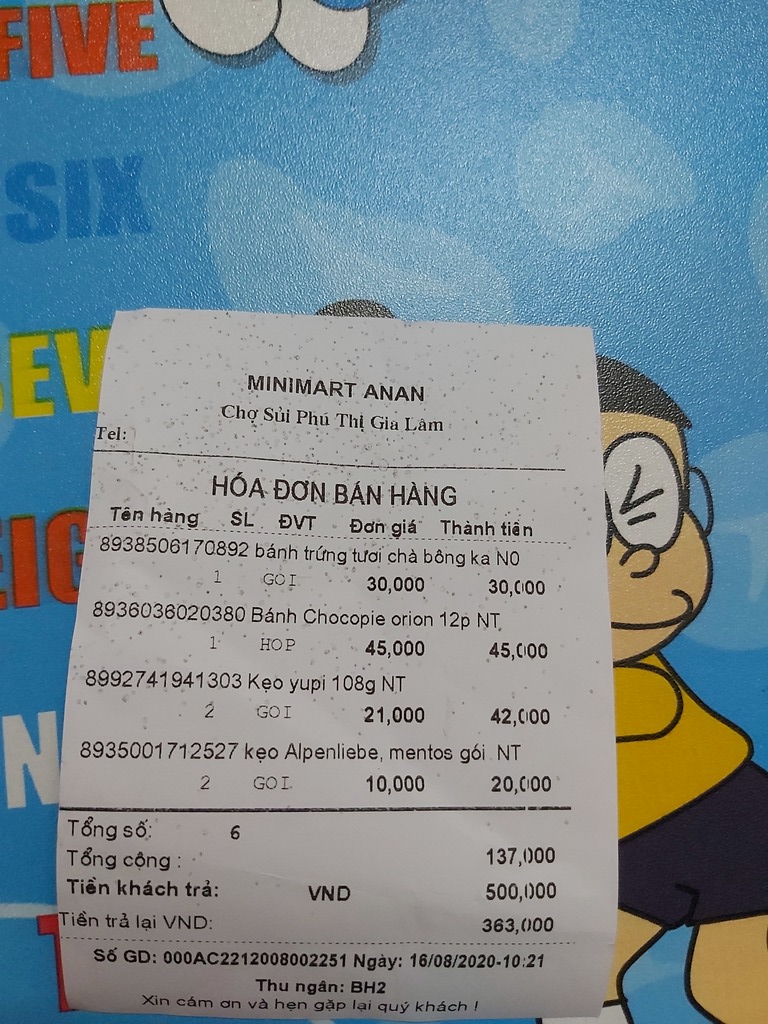 FIVE
SIX
SEV
EIG
N
T
MINIMART ANAN
Chợ Sủi Phú Thị Gia Lâm
Tel:
HÓA ĐƠN BÁN HÀNG
Tên hàng SL ĐVT Đơn giá Thành tiền
8938506170892 bánh trứng tươi chà bông ka N0
1 GOI 30,000 30,000
8936036020380 Bánh Chocopie orion 12p NT
1 HOP 45,000 45,000
8992741941303 Kẹo yupi 108g NT
2 GOI 21,000 42,000
8935001712527 kẹo Alpenliebe, mentos gói NT
2 GOI 10,000 20,000
Tổng số: 6
Tổng cộng : 137,000
Tiền khách trả: VND 500,000
Tiền trả lại VND: 363,000
Số GD: 000AC2212008002251 Ngày: 16/08/2020-10:21
Thu ngân: BH2
Xin cám ơn và hẹn gặp lại quý khách !